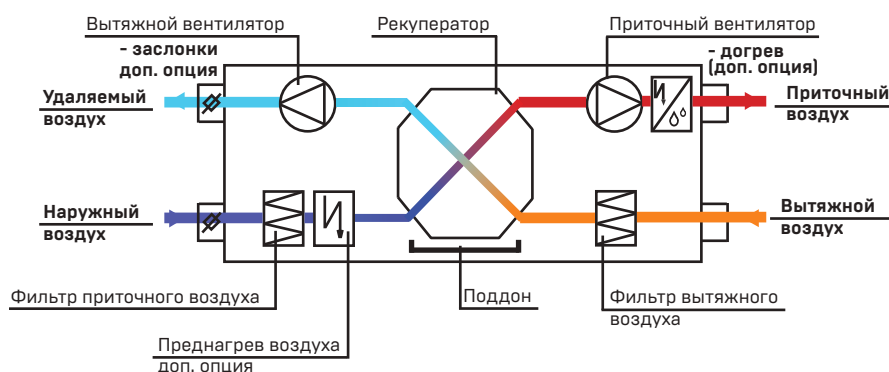 Вытяжной вентилятор
Рекуператор
Приточный вентилятор
- заслонки
доп. опция
- догрев
(доп. опция)
Удаляемый
воздух
Приточный
воздух
Наружный
воздух
Вытяжной
воздух
Фильтр приточного воздуха
Поддон
Фильтр вытяжного
воздуха
Преднагрев воздуха
доп. опция